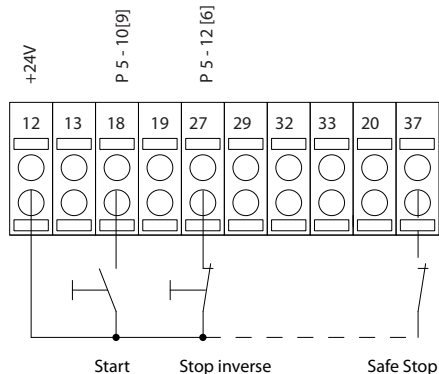 +24V
P 5 - 10[9]
P 5 - 12 [6]
12 13 18 19 27 29 32 33 20 37
Start Stop inverse Safe Stop